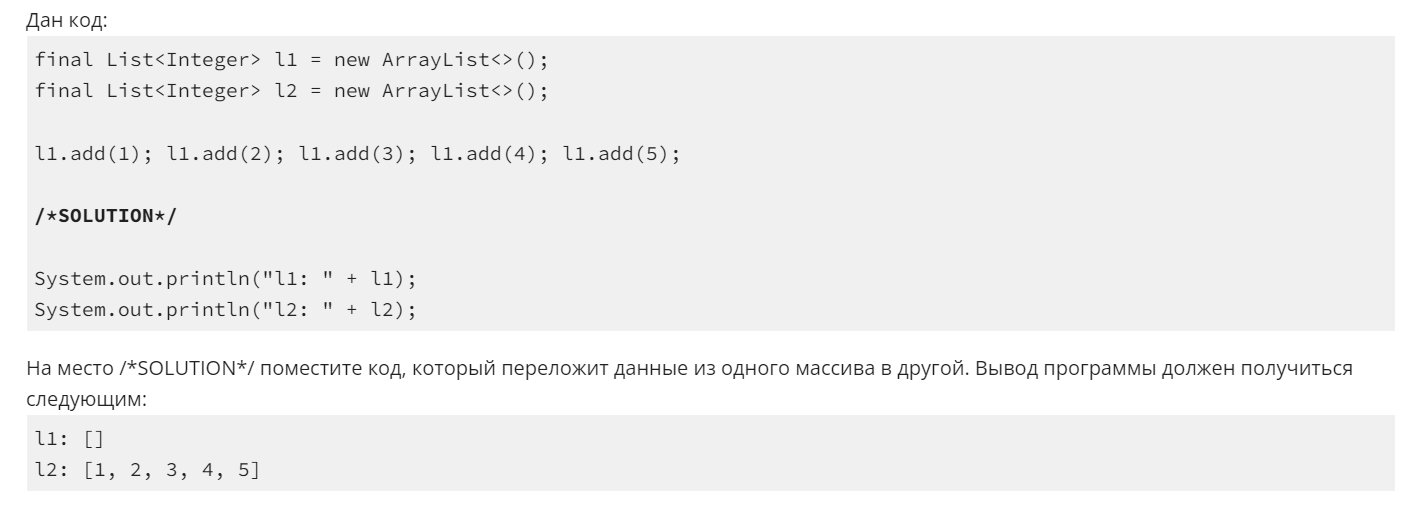 Дан код:
final List<Integer> l1 = new ArrayList<>();
final List<Integer> l2 = new ArrayList<>();
l1.add(1); l1.add(2); l1.add(3); l1.add(4); l1.add(5);
/*SOLUTION*/
System.out.println("l1: " + l1);
System.out.println("l2: " + l2);
На место /*SOLUTION*/ поместите код, который переложит данные из одного массива в другой. Вывод программы должен получиться
следующим:
l1: []
l2: [1, 2, 3, 4, 5]